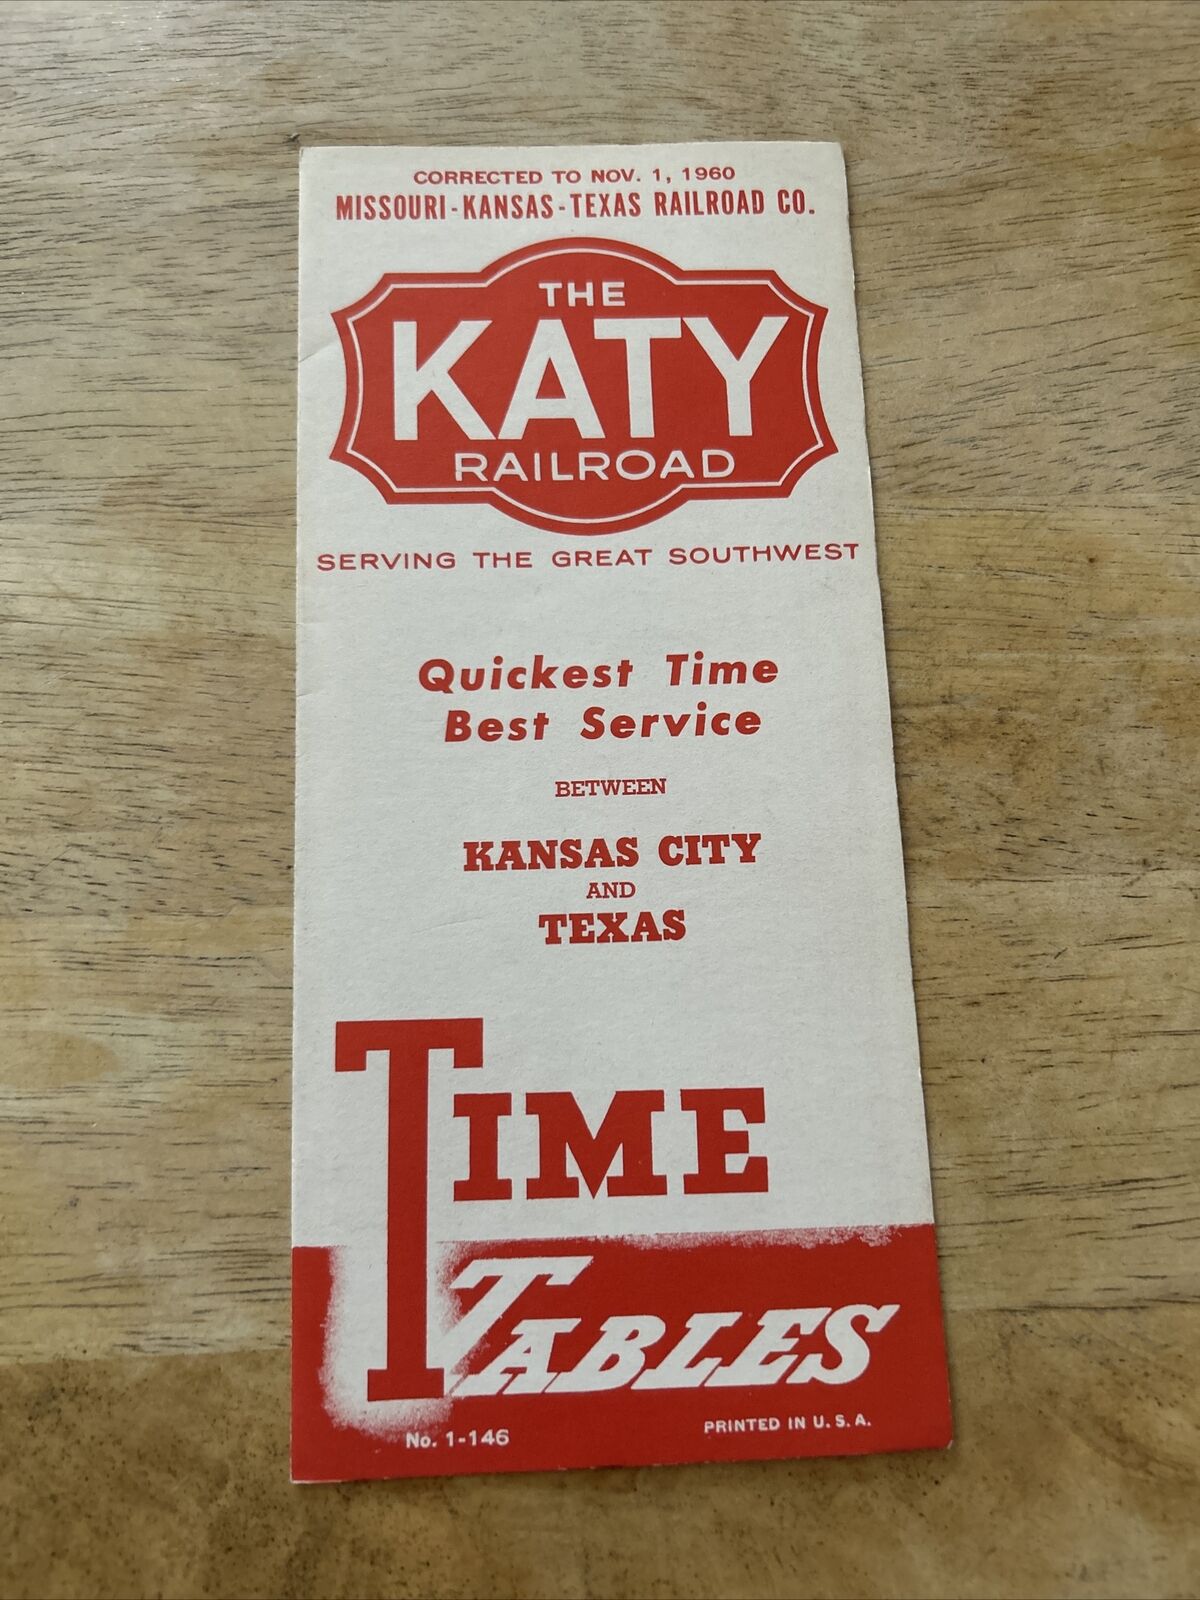 CORRECTED TO NOV. 1, 1960
MISSOURI-KANSAS-TEXAS RAILROAD CO.
THE
KATY
RAILROAD
SERVING THE GREAT SOUTHWEST
Quickest Time
Best Service
BETWEEN
KANSAS CITY
AND
TEXAS
TIME
TABLES
No. 1-146
PRINTED IN U.S.A.